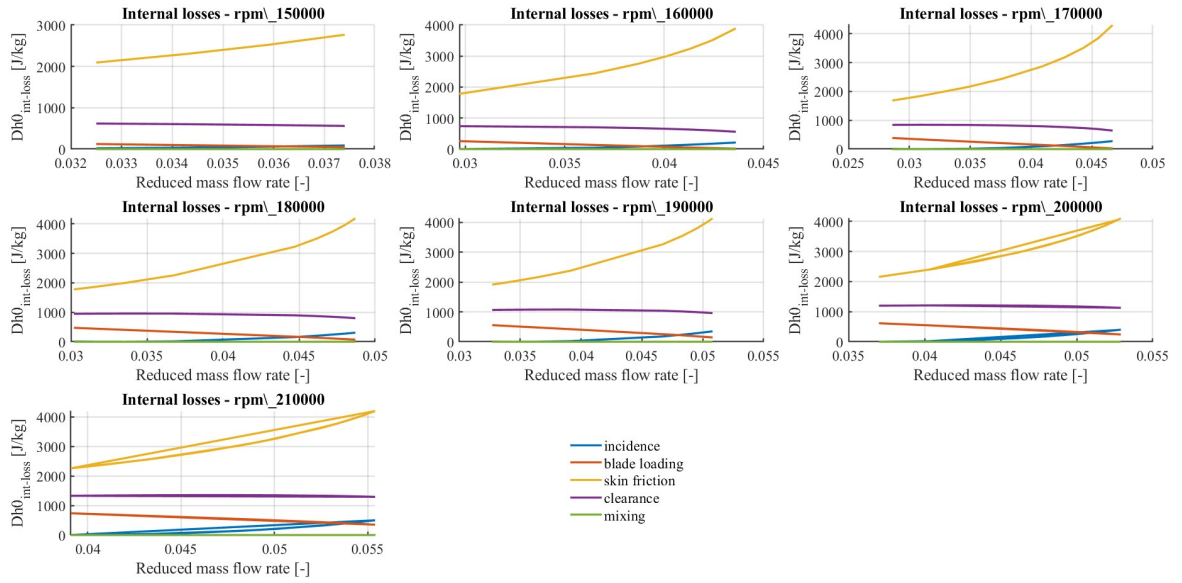 Internal losses - rpm\_150000
3000
2000
1000
0
Dh0int-loss [J/kg]
0.032 0.033 0.034 0.035 0.036 0.037 0.038
Reduced mass flow rate [-]
Internal losses - rpm\_160000
4000
3000
2000
1000
0
Dh0int-loss [J/kg]
0.03 0.035 0.04 0.045
Reduced mass flow rate [-]
Internal losses - rpm\_170000
4000
3000
2000
1000
0
Dh0int-loss [J/kg]
0.025 0.03 0.035 0.04 0.045 0.05
Reduced mass flow rate [-]
Internal losses - rpm\_180000
4000
3000
2000
1000
0
Dh0int-loss [J/kg]
0.03 0.035 0.04 0.045 0.05
Reduced mass flow rate [-]
Internal losses - rpm\_190000
4000
3000
2000
1000
0
Dh0int-loss [J/kg]
0.03 0.035 0.04 0.045 0.05 0.055
Reduced mass flow rate [-]
Internal losses - rpm\_200000
4000
3000
2000
1000
0
Dh0int-loss [J/kg]
0.035 0.04 0.045 0.05 0.055
Reduced mass flow rate [-]
Internal losses - rpm\_210000
4000
3000
2000
1000
0
Dh0int-loss [J/kg]
0.04 0.045 0.05 0.055
Reduced mass flow rate [-]
incidence
blade loading
skin friction
clearance
mixing